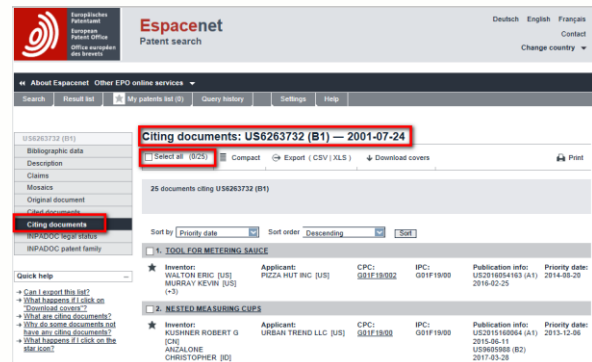 Europäisches
Patentamt
European
Patent Office
Office européen
des brevets
Espacenet
Patent search
Deutsch English Français
Contact
Change country
About Espacenet Other EPO online services
Search Result list My patents list (0) Query history Settings Help
US6263732 (B1)
Bibliographic data
Description
Claims
Mosaics
Original document
Cited documents
Citing documents
INPADOC legal status
INPADOC patent family
Quick help
Can I export this list?
What happens if I click on
"Download covers"?
What are citing documents?
Why do some documents not
have any citing documents?
What happens if I click on the
star icon?
Citing documents: US6263732 (B1) — 2001-07-24
Select all (0/25) Compact Export ( CSV | XLS ) Download covers Print
25 documents citing US6263732 (B1)
Sort by Priority date Sort order Descending Sort
1. TOOL FOR METERING SAUCE
Inventor: Applicant: CPC: IPC: Publication info: Priority date:
WALTON ERIC [US] PIZZA HUT INC [US] G01F19/002 G01F19/00 US2016054163 (A1) 2014-08-20
MURRAY KEVIN [US] 2016-02-25
(+3)
2. NESTED MEASURING CUPS
Inventor: Applicant: CPC: IPC: Publication info: Priority date:
KUSHNER ROBERT G URBAN TREND LLC [US] G01F19/00 G01F19/00 US2015160064 (A1) 2013-12-06
[CN] 2015-06-11
ANZALONE US9605988 (B2)
CHRISTOPHER [ID] 2017-03-28